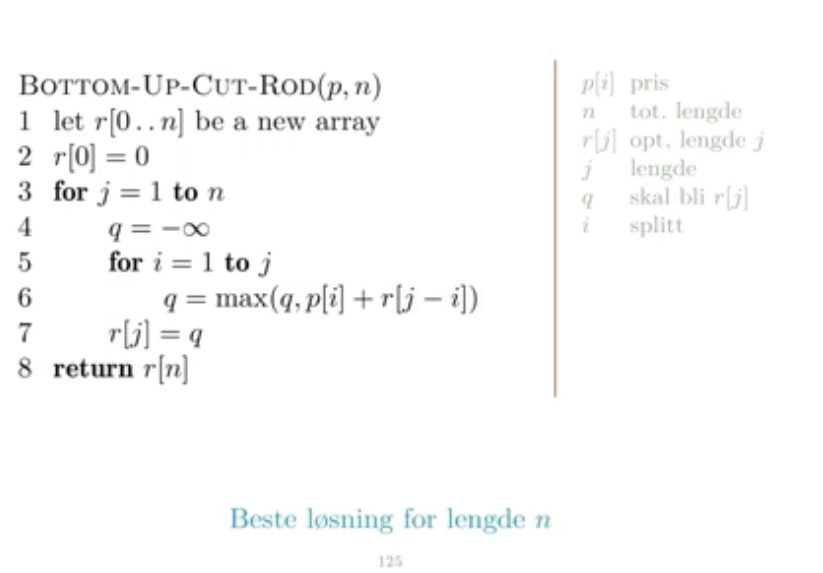 BOTTOM-UP-CUT-ROD(p, n)
1 let r[0..n] be a new array
2 r[0] = 0
3 for j = 1 to n
4 q = −∞
5 for i = 1 to j
6 q = max(q, p[i] + r[j − i])
7 r[j] = q
8 return r[n]
p[i] pris
n tot. lengde
r[j] opt, lengde j
j lengde
q skal bli r[j]
i splitt
Beste løsning for lengde n
125